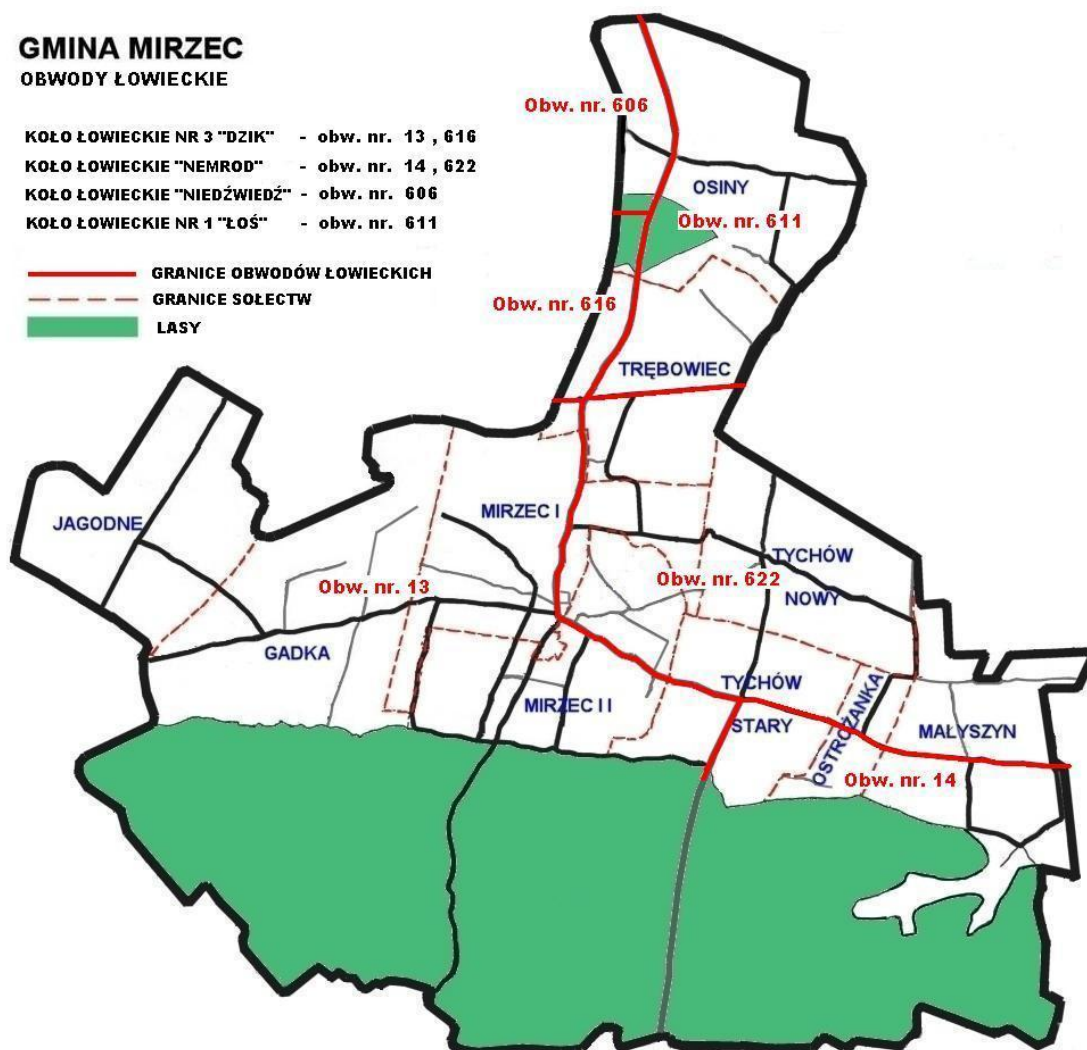 GMINA MIRZEC
OBWODY ŁOWIECKIE
KOŁO ŁOWIECKIE NR 3 "DZIK" - obw. nr. 13 , 616
KOŁO ŁOWIECKIE "NEMROD" - obw. nr. 14 , 622
KOŁO ŁOWIECKIE "NIEDŹWIEDŹ" - obw. nr. 606
KOŁO ŁOWIECKIE NR 1 "ŁOŚ" - obw. nr. 611
GRANICE OBWODÓW ŁOWIECKICH
GRANICE SOŁECTW
LASY
Obw. nr. 606
OSINY
Obw. nr. 611
Obw. nr. 616
TRĘBOWIEC
JAGODNE
MIRZEC I
TYCHÓW
NOWY
Obw. nr. 13
Obw. nr. 622
GADKA
MIRZEC II
TYCHÓW
STARY
OSTROŻANKA
MAŁYSZYN
Obw. nr. 14